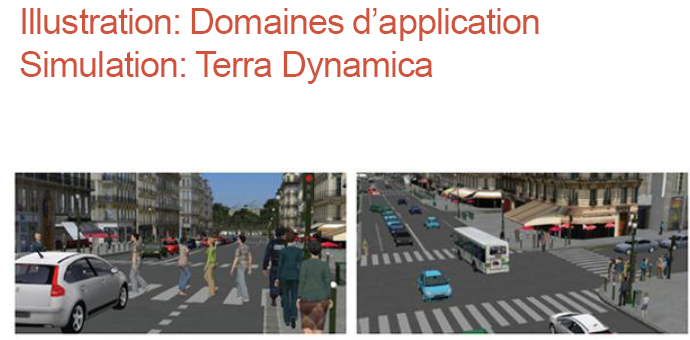 Illustration: Domaines d’application
Simulation: Terra Dynamica